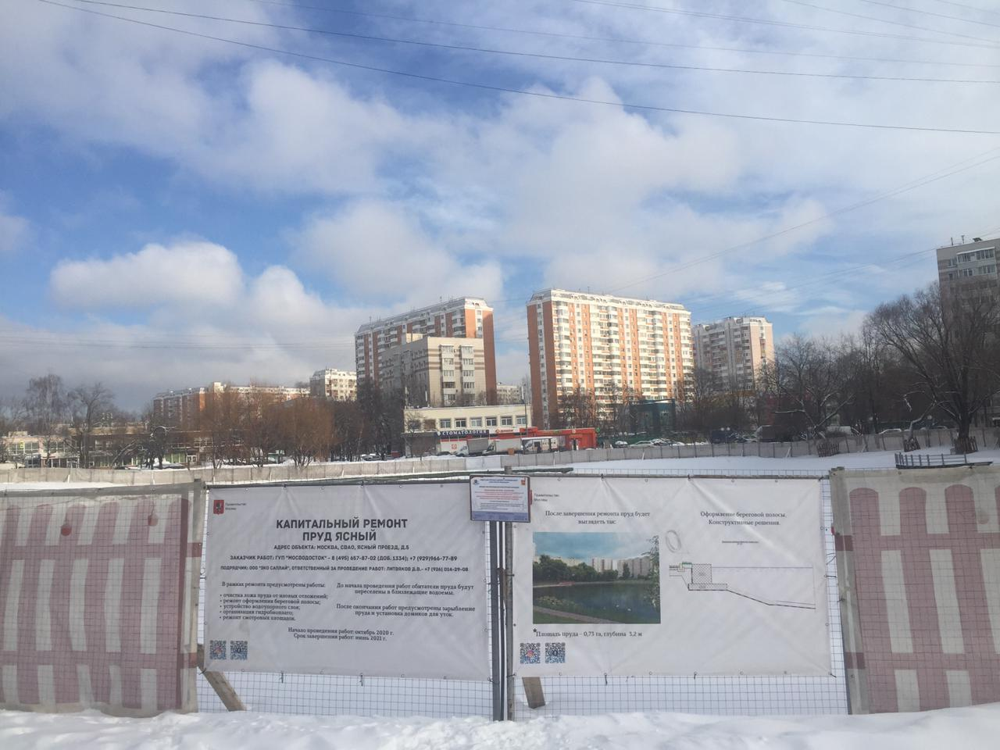 СТОМАТОЛОГИЯ
Правительство
Москвы
КАПИТАЛЬНЫЙ РЕМОНТ
ПРУД ЯСНЫЙ
АДРЕС ОБЪЕКТА: МОСКВА, СВАО, ЯСНЫЙ ПРОЕЗД, Д.5
ЗАКАЗЧИК РАБОТ: ГУП "МОСВОДОСТОК" - 8 (495) 657-87-02 (ДОБ. 1334); +7 (929)966-77-89
ПОДРЯДЧИК: ООО "ЭКО САПЛАЙ", ОТВЕТСТВЕННЫЙ ЗА ПРОВЕДЕНИЕ РАБОТ: ЛИТВЯКОВ Д.О.- +7 (926) 014-29-08
В рамках ремонта предусмотрены работы:
• очистка ложа пруда от иловых отложений;
• ремонт оформления береговой полосы;
• устройство водоупорного слоя;
• организация гидробиоплато;
• ремонт смотровых площадок.
До начала проведения работ обитатели пруда будут
переселены в близлежащие водоемы.
После окончания работ предусмотрены зарыбление
пруда и установка домиков для уток.
Начало проведения работ: октябрь 2020 г.
Срок завершения работ: июнь 2021 г.
Правительство
Москвы
После завершения ремонта пруд будет
выглядеть так:
*Площадь пруда – 0,73 га, глубина 3,2 м
Оформление береговой полосы.
Конструктивные решения.